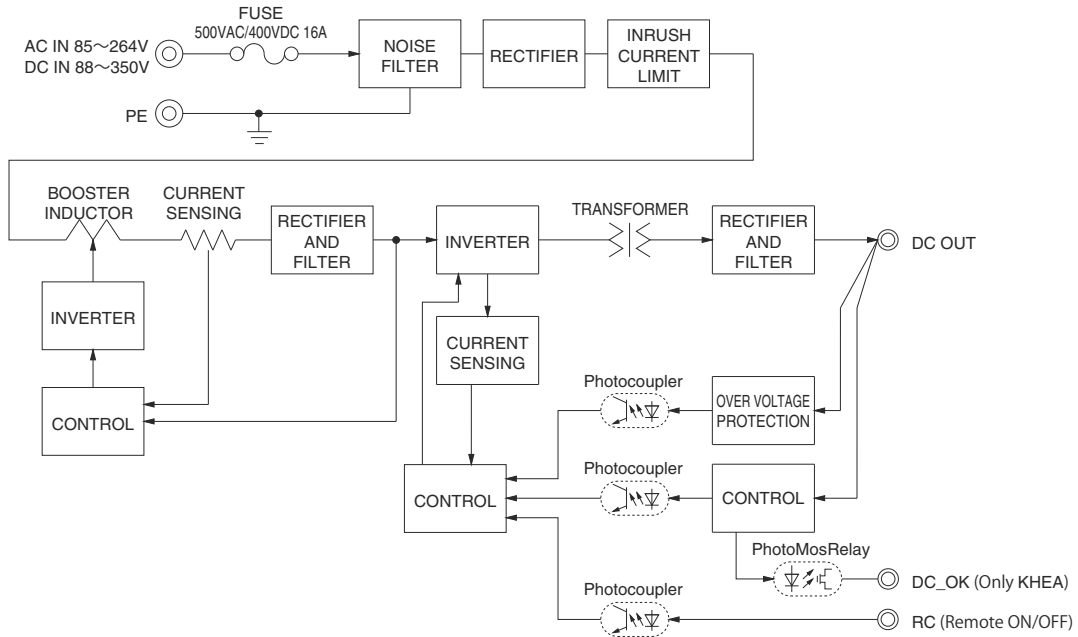 FUSE
500VAC/400VDC 16A
AC IN 85～264V
DC IN 88～350V
NOISE
FILTER
RECTIFIER
INRUSH
CURRENT
LIMIT
PE
BOOSTER
INDUCTOR
CURRENT
SENSING
RECTIFIER
AND
FILTER
INVERTER
TRANSFORMER
RECTIFIER
AND
FILTER
DC OUT
INVERTER
CURRENT
SENSING
CONTROL
Photocoupler
OVER VOLTAGE
PROTECTION
CONTROL
Photocoupler
CONTROL
PhotoMosRelay
DC_OK (Only KHEA)
Photocoupler
RC (Remote ON/OFF)